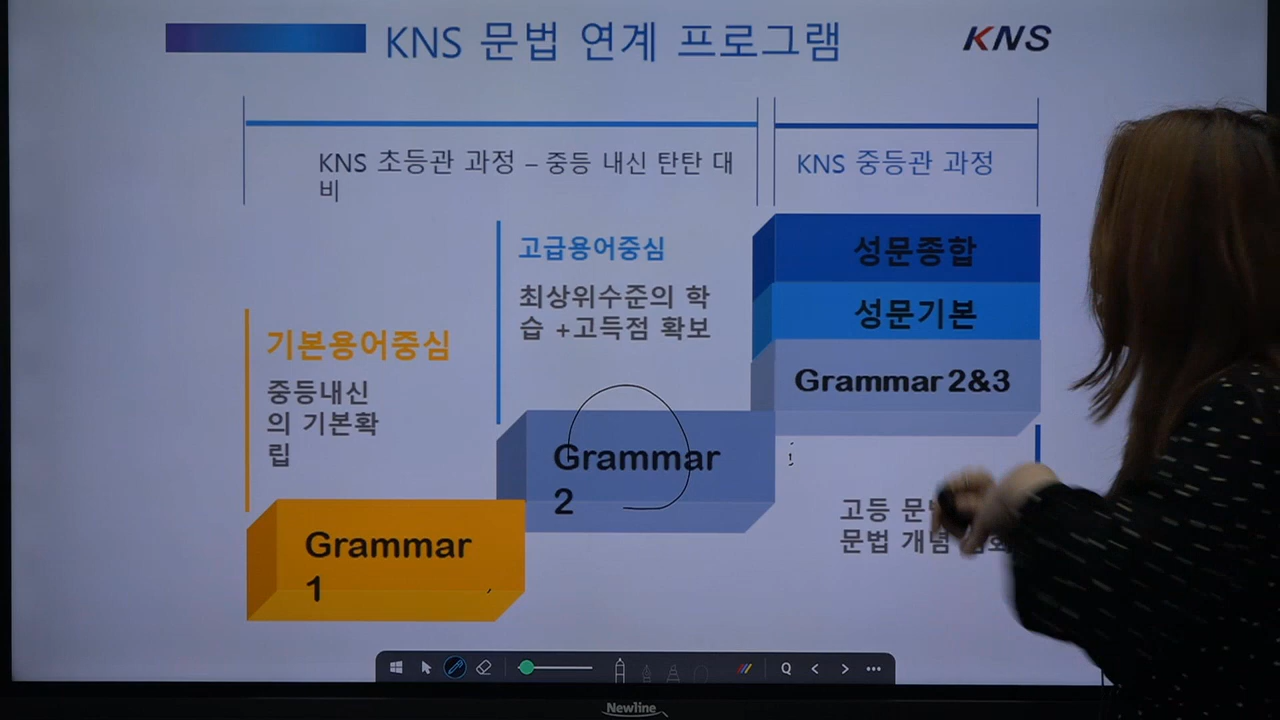 KNS 문법 연계 프로그램
KNS
KNS 초등관 과정 – 중등 내신 탄탄 대
비
KNS 중등관 과정
고급용어중심
최상위수준의 학
습 +고득점 확보
기본용어중심
중등내신
의 기본확
립
성문종합
성문기본
Grammar 2&3
Grammar
2
Grammar
1
고등
문법 개념
Newline